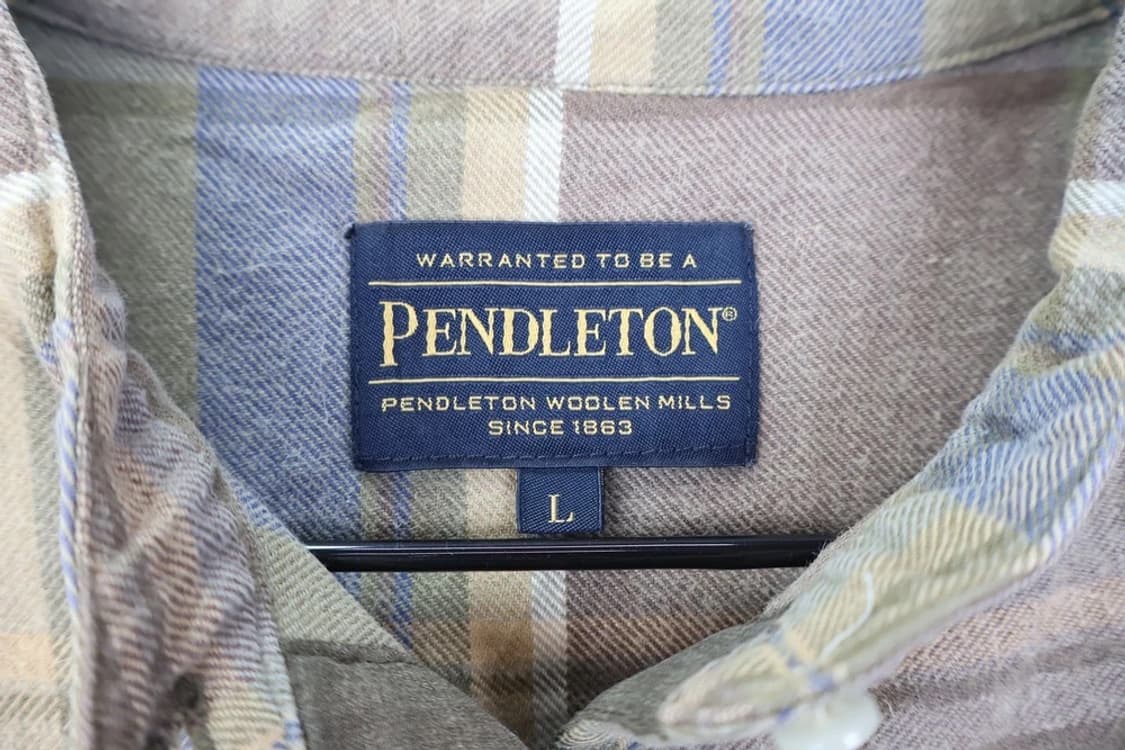 WARRANTED TO BE A
PENDLETON®
PENDLETON WOOLEN MILLS
SINCE 1863
L